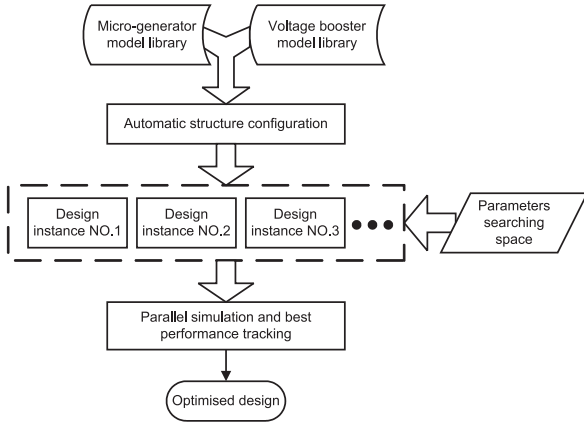 Micro-generator
model library
Voltage booster
model library
Automatic structure configuration
Design
instance NO.1
Design
instance NO.2
Design
instance NO.3
Parameters
searching
space
Parallel simulation and best
performance tracking
Optimised design